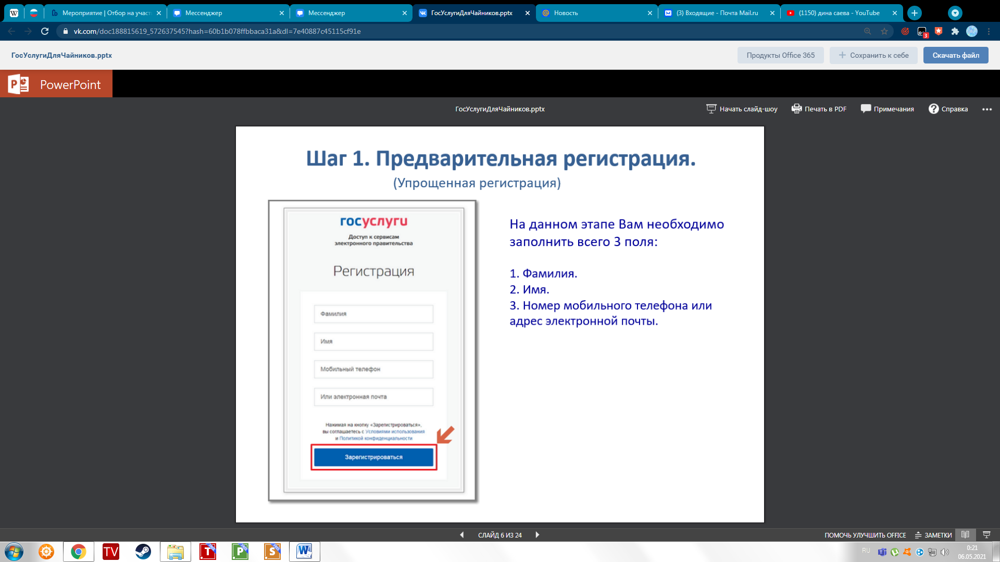 Мероприятие | Отбор на участ
Мессенджер
Мессенджер
ГосУслугиДляЧайников.pptx
Новость
(3) Входящие - Почта Mail.ru
(1150) дина саева - YouTube
vk.com/doc188815619_572637545?hash=60b1b078ffbbaca31a&dl=7e40887c45115cf91e
3
ГосУслугиДляЧайников.pptx
Продукты Office 365
Сохранить к себе
Скачать файл
PowerPoint
ГосУслугиДляЧайников.pptx
Начать слайд-шоу
Печать в PDF
Примечания
Справка
Шаг 1. Предварительная регистрация.
(Упрощенная регистрация)
госуслуги
Доступ к сервисам
электронного правительства
Регистрация
Фамилия
Имя
Мобильный телефон
Или электронная почта
Нажимая на кнопку «Зарегистрироваться»,
вы соглашаетесь с Условиями использования
и Политикой конфиденциальности
Зарегистрироваться
На данном этапе Вам необходимо
заполнить всего 3 поля:
1. Фамилия.
2. Имя.
3. Номер мобильного телефона или
адрес электронной почты.
СЛАЙД 6 ИЗ 24
ПОМОЧЬ УЛУЧШИТЬ OFFICE
ЗАМЕТКИ
TV
T
P
S
W
RU
0:21
06.05.2021